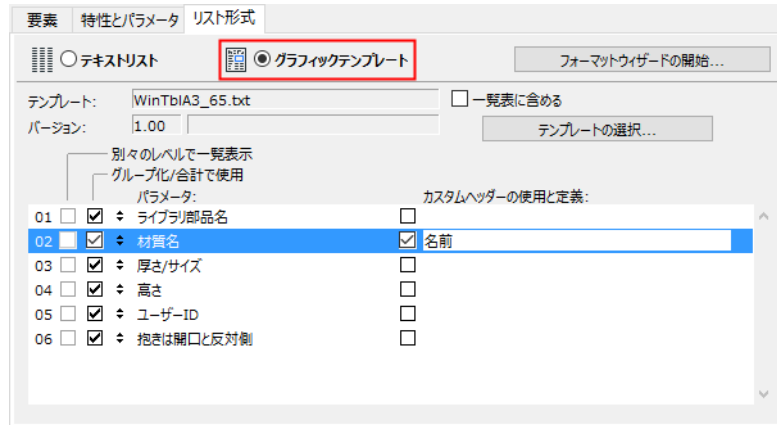 要素 特性とパラメータ リスト形式
テキストリスト グラフィックテンプレート フォーマットウィザードの開始...
テンプレート: WinTblA3_65.txt 一覧表に含める
バージョン: 1.00 テンプレートの選択...
別々のレベルで一覧表示
グループ化/合計で使用
パラメータ: カスタムヘッダーの使用と定義:
01 ライブラリ部品名
02 材質名 名前
03 厚さ/サイズ
04 高さ
05 ユーザーID
06 抱きは開口と反対側